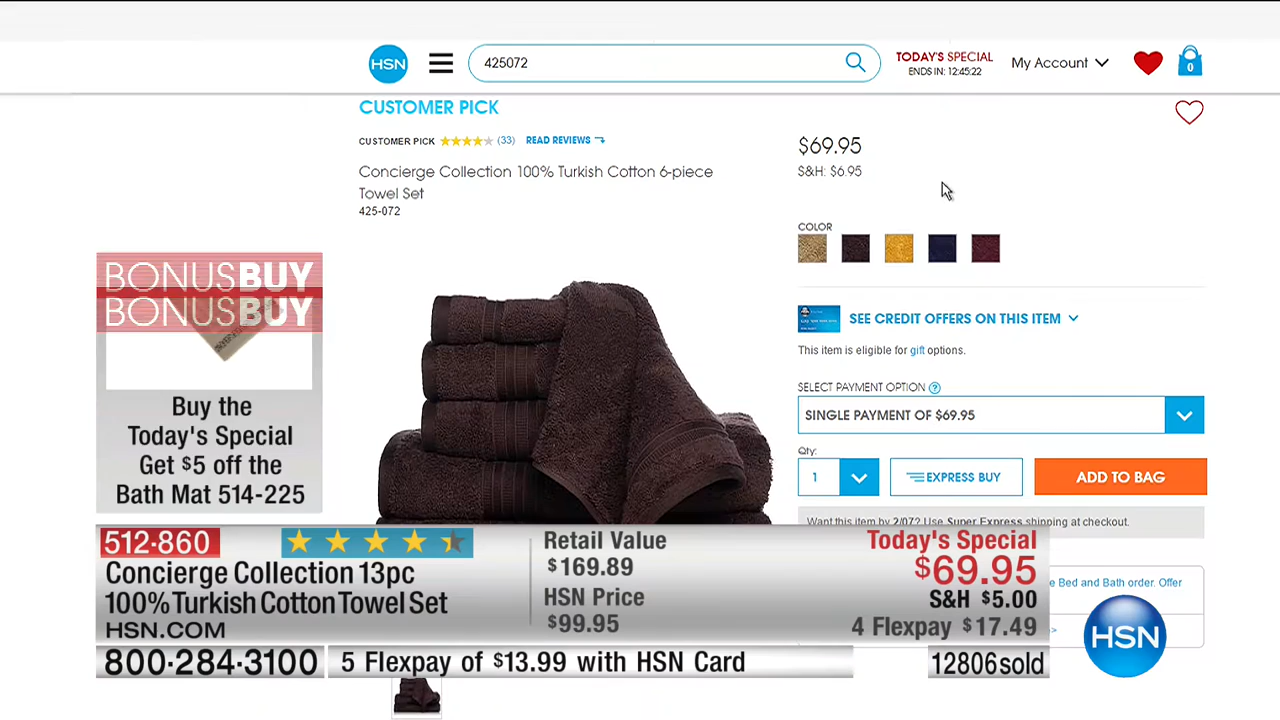 HSN
425072
TODAY'S SPECIAL
ENDS IN: 12:45:22
My Account
0
CUSTOMER PICK
CUSTOMER PICK (33) READ REVIEWS
Concierge Collection 100% Turkish Cotton 6-piece
Towel Set
425-072
$69.95
S&H: $6.95
COLOR
SEE CREDIT OFFERS ON THIS ITEM
This item is eligible for gift options.
SELECT PAYMENT OPTION ?
SINGLE PAYMENT OF $69.95
Qty:
1
EXPRESS BUY
ADD TO BAG
Want this item by 2/07? Use Super Express shipping at checkout.
e Bed and Bath order. Offer
BONUSBUY
BONUSBUY
Buy the
Today's Special
Get $5 off the
Bath Mat 514-225
512-860
Concierge Collection 13pc
100% Turkish Cotton Towel Set
HSN.COM
Retail Value
$169.89
HSN Price
$99.95
Today's Special
$69.95
S&H $5.00
4 Flexpay $17.49
HSN
800-284-3100
5 Flexpay of $13.99 with HSN Card
12806sold